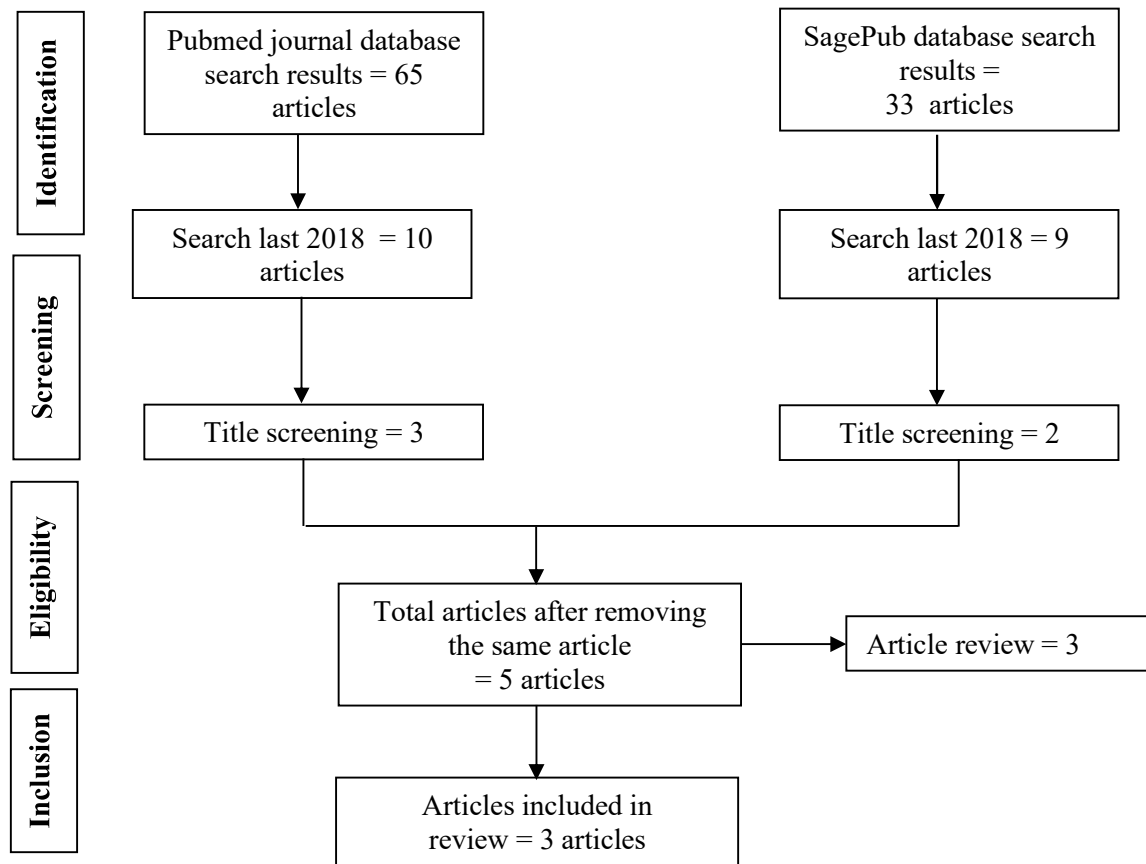 Identification
Pubmed journal database
search results = 65
articles
SagePub database search
results =
33 articles
Search last 2018 = 10
articles
Search last 2018 = 9
articles
Screening
Title screening = 3
Title screening = 2
Eligibility
Total articles after removing
the same article
= 5 articles
Article review = 3
Inclusion
Articles included in
review = 3 articles